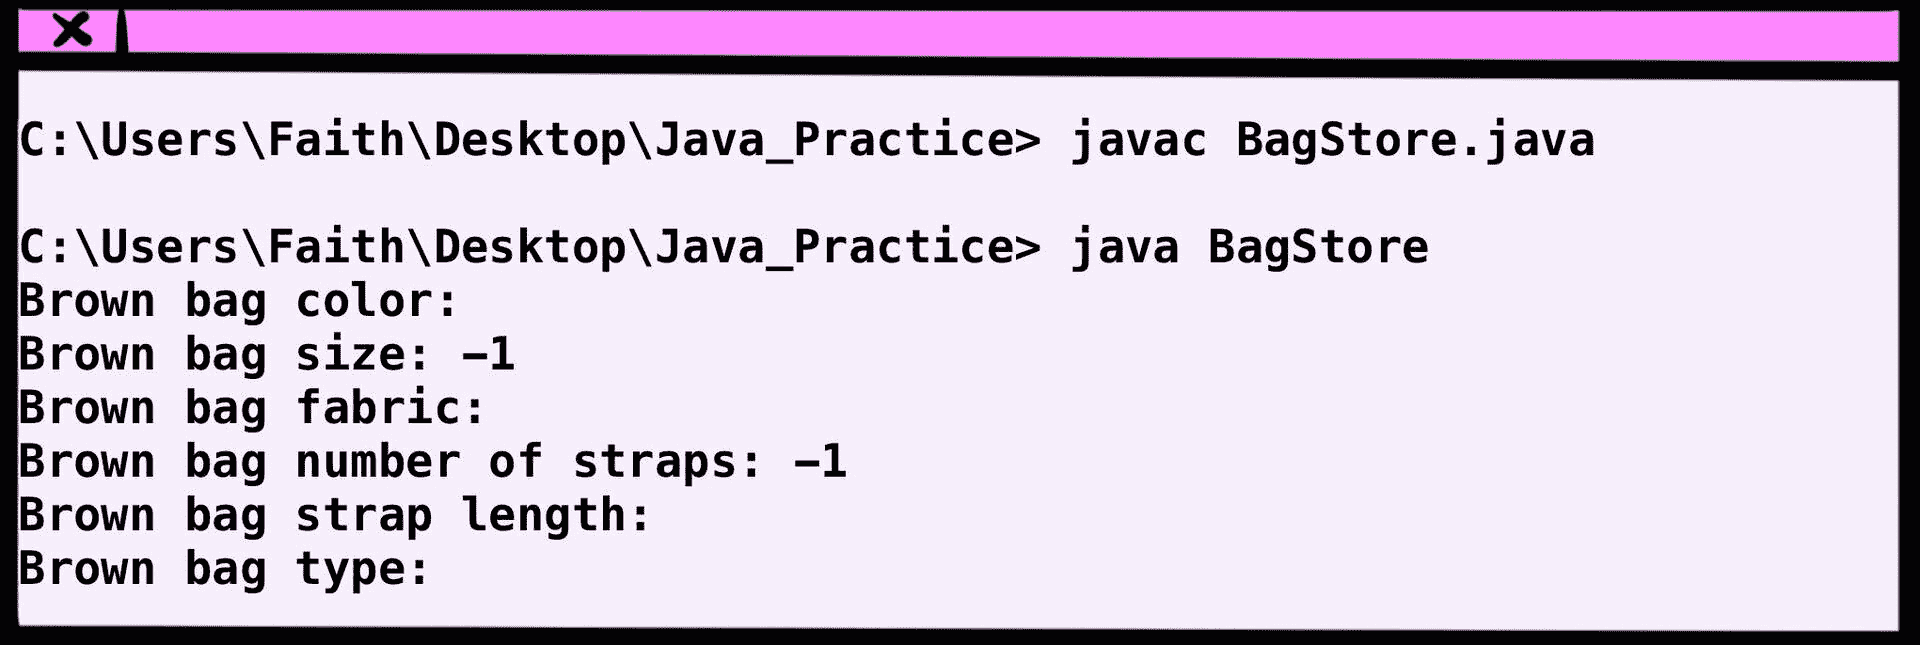 C:\Users\Faith\Desktop\Java_Practice> javac BagStore.java
C:\Users\Faith\Desktop\Java_Practice> java BagStore
Brown bag color:
Brown bag size: -1
Brown bag fabric:
Brown bag number of straps: -1
Brown bag strap length:
Brown bag type: